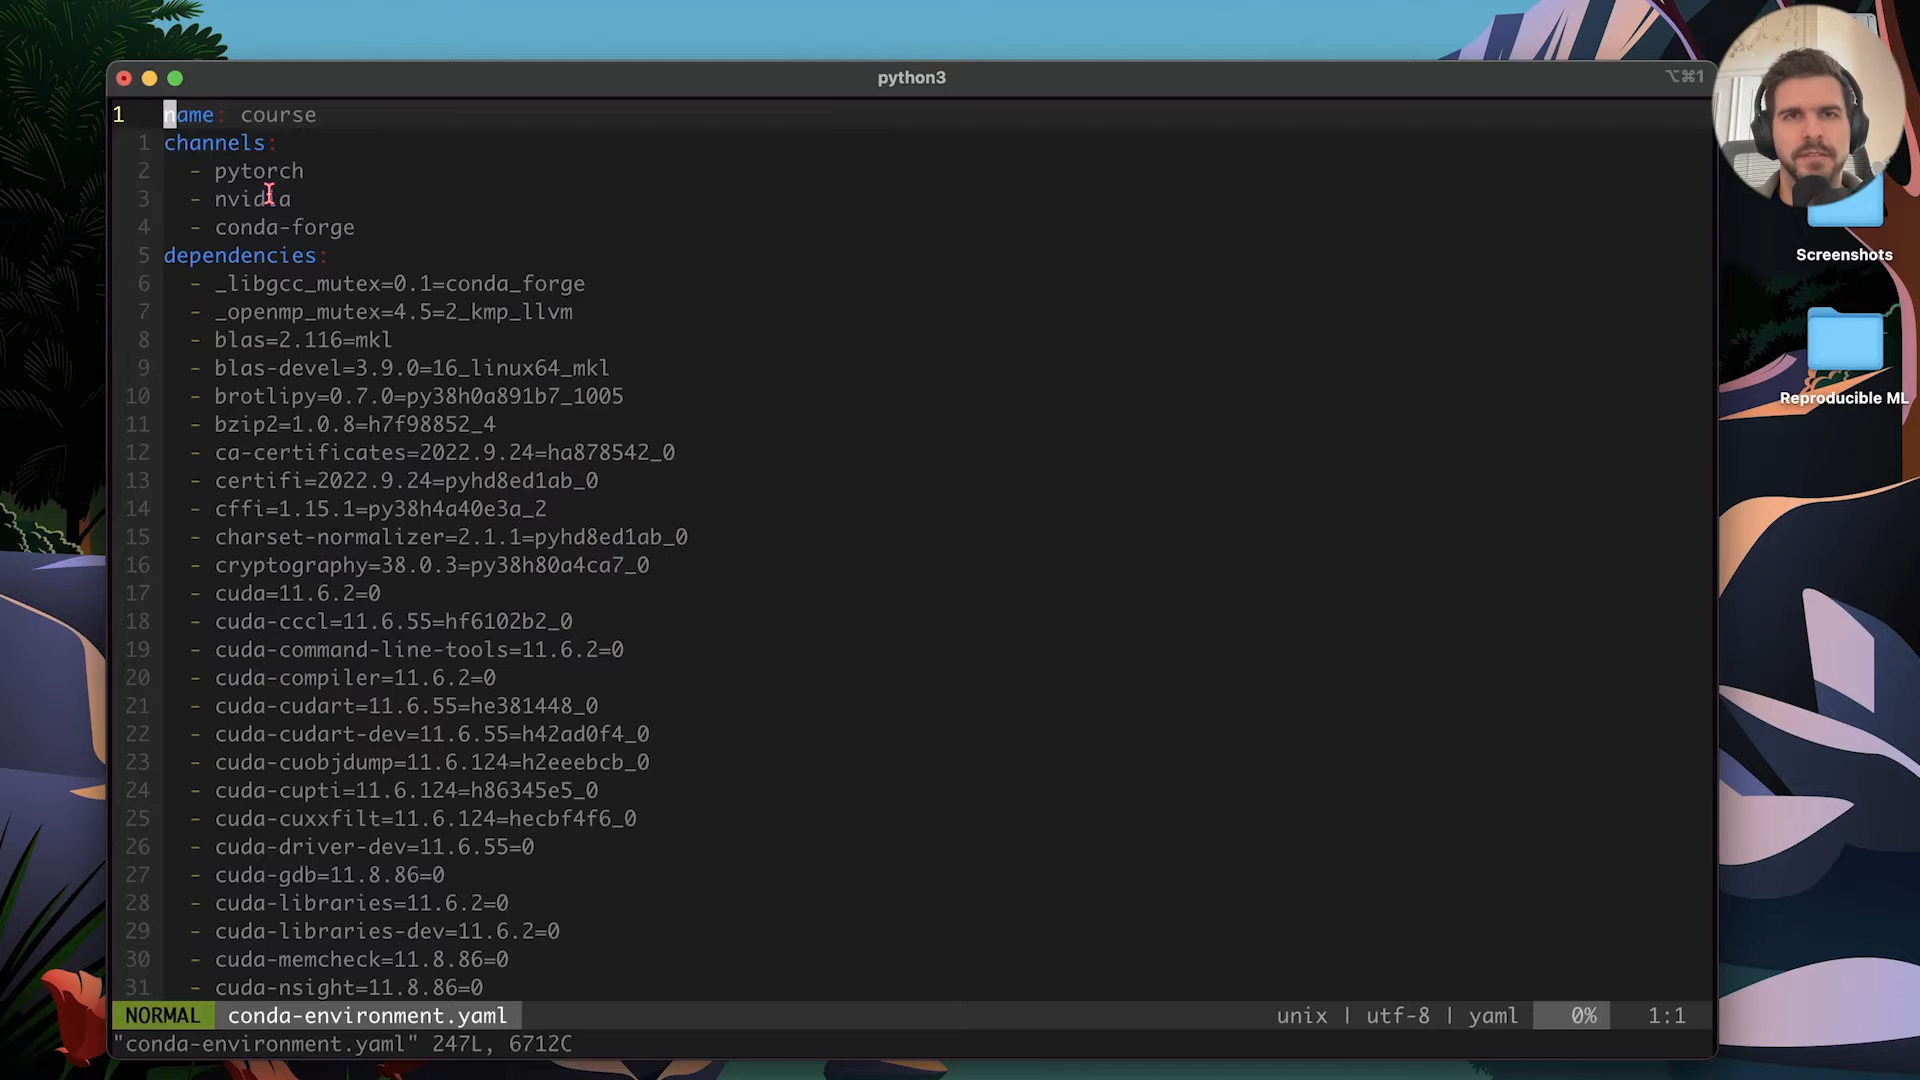 python3
⌥⌘1
1 name: course
1 channels:
2 - pytorch
3 - nvidia
4 - conda-forge
5 dependencies:
6 - _libgcc_mutex=0.1=conda_forge
7 - _openmp_mutex=4.5=2_kmp_llvm
8 - blas=2.116=mkl
9 - blas-devel=3.9.0=16_linux64_mkl
10 - brotlipy=0.7.0=py38h0a891b7_1005
11 - bzip2=1.0.8=h7f98852_4
12 - ca-certificates=2022.9.24=ha878542_0
13 - certifi=2022.9.24=pyhd8ed1ab_0
14 - cffi=1.15.1=py38h4a40e3a_2
15 - charset-normalizer=2.1.1=pyhd8ed1ab_0
16 - cryptography=38.0.3=py38h80a4ca7_0
17 - cuda=11.6.2=0
18 - cuda-cccl=11.6.55=hf6102b2_0
19 - cuda-command-line-tools=11.6.2=0
20 - cuda-compiler=11.6.2=0
21 - cuda-cudart=11.6.55=he381448_0
22 - cuda-cudart-dev=11.6.55=h42ad0f4_0
23 - cuda-cuobjdump=11.6.124=h2eeebcb_0
24 - cuda-cupti=11.6.124=h86345e5_0
25 - cuda-cuxxfilt=11.6.124=hecbf4f6_0
26 - cuda-driver-dev=11.6.55=0
27 - cuda-gdb=11.8.86=0
28 - cuda-libraries=11.6.2=0
29 - cuda-libraries-dev=11.6.2=0
30 - cuda-memcheck=11.8.86=0
31 - cuda-nsight=11.8.86=0
NORMAL conda-environment.yaml unix | utf-8 | yaml 0% 1:1
"conda-environment.yaml" 247L, 6712C
Screenshots
Reproducible ML